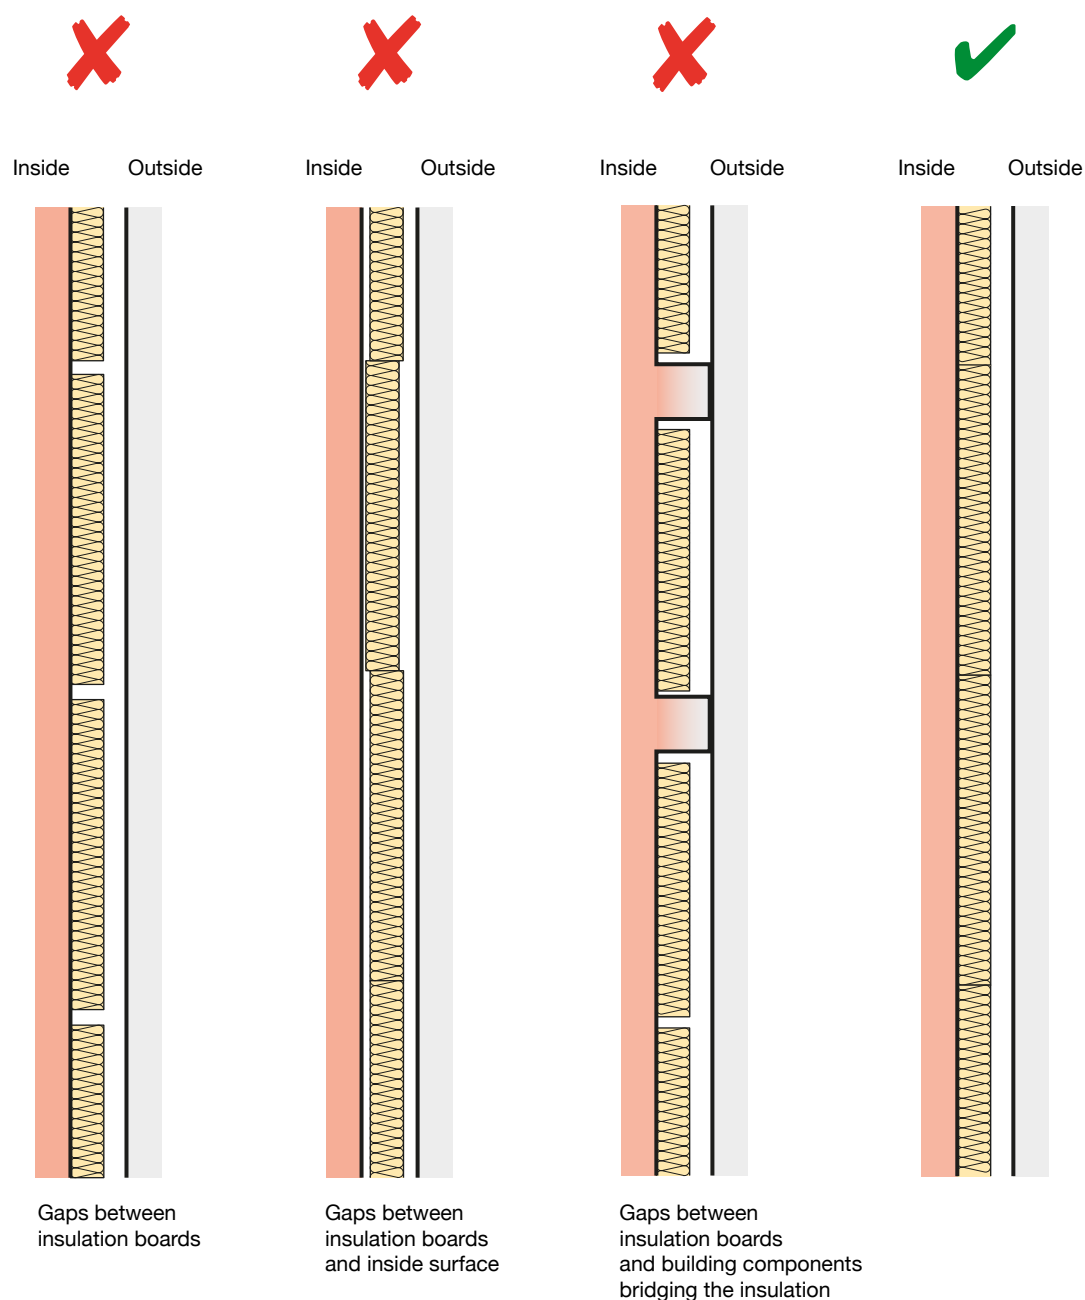 Inside Outside
Inside Outside
Inside Outside
Inside Outside
Gaps between
insulation boards
Gaps between
insulation boards
and inside surface
Gaps between
insulation boards
and building components
bridging the insulation